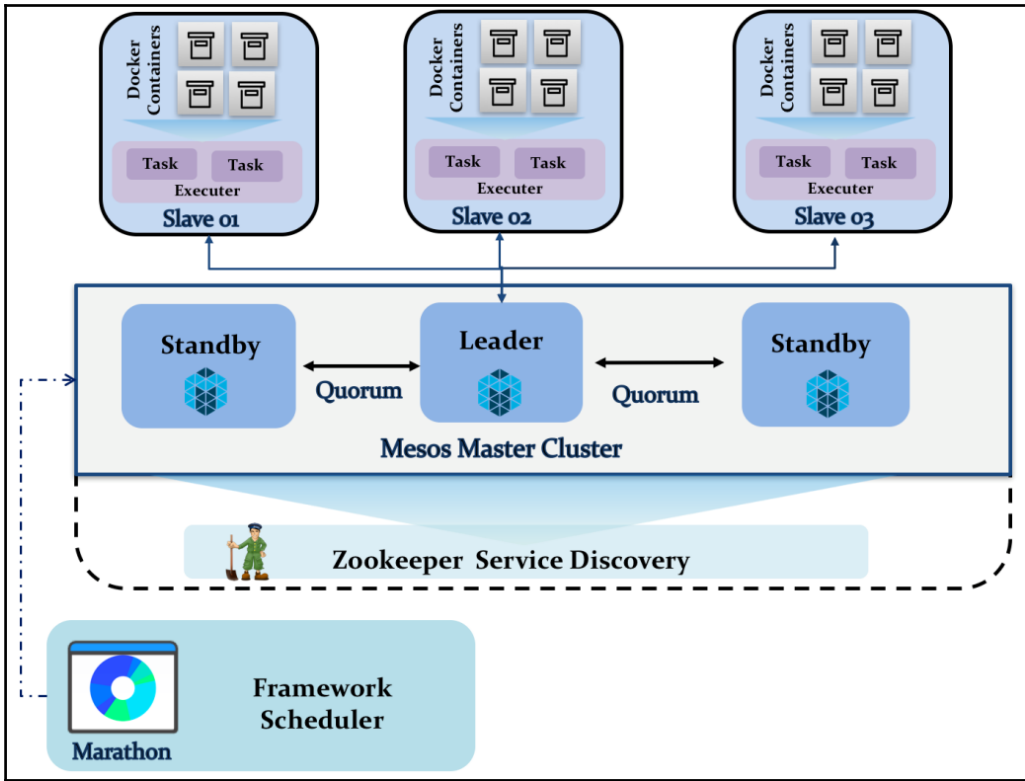 Docker
Containers
Task
Task
Executer
Slave 01
Docker
Containers
Task
Task
Executer
Slave 02
Docker
Containers
Task
Task
Executer
Slave 03
Standby
Quorum
Leader
Quorum
Standby
Mesos Master Cluster
Zookeeper Service Discovery
Marathon
Framework
Scheduler